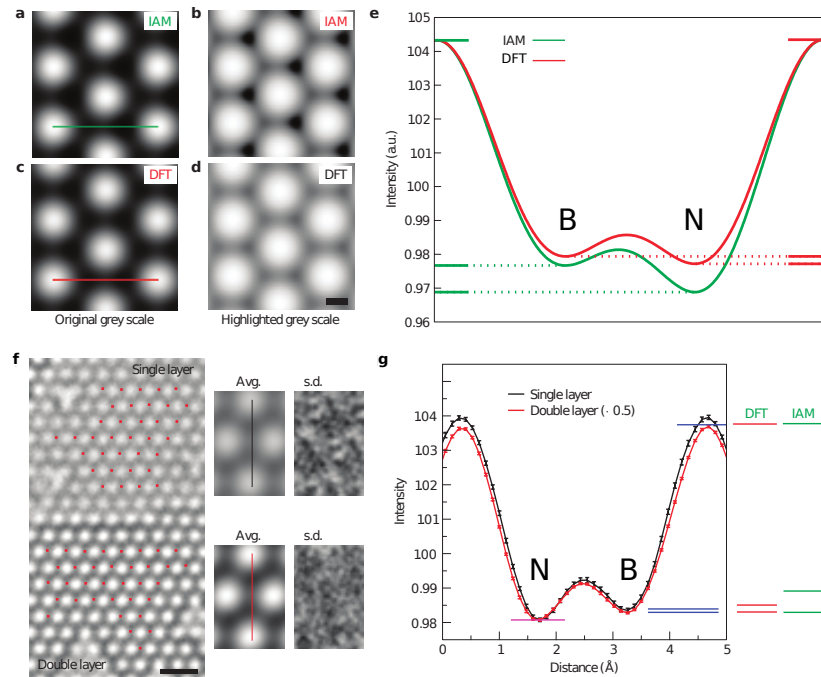 a
IAM
b
IAM
c
DFT
d
DFT
Original grey scale
Highlighted grey scale
e
Intensity (a.u.)
104
103
102
101
100
0.99
0.98
0.97
0.96
IAM
DFT
B
N
f
Single layer
Double layer
Avg.
s.d.
Avg.
s.d.
g
Single layer
Double layer (· 0.5)
DFT
IAM
Intensity
104
103
102
101
100
0.99
0.98
N
B
0
1
2
3
4
5
Distance (Å)